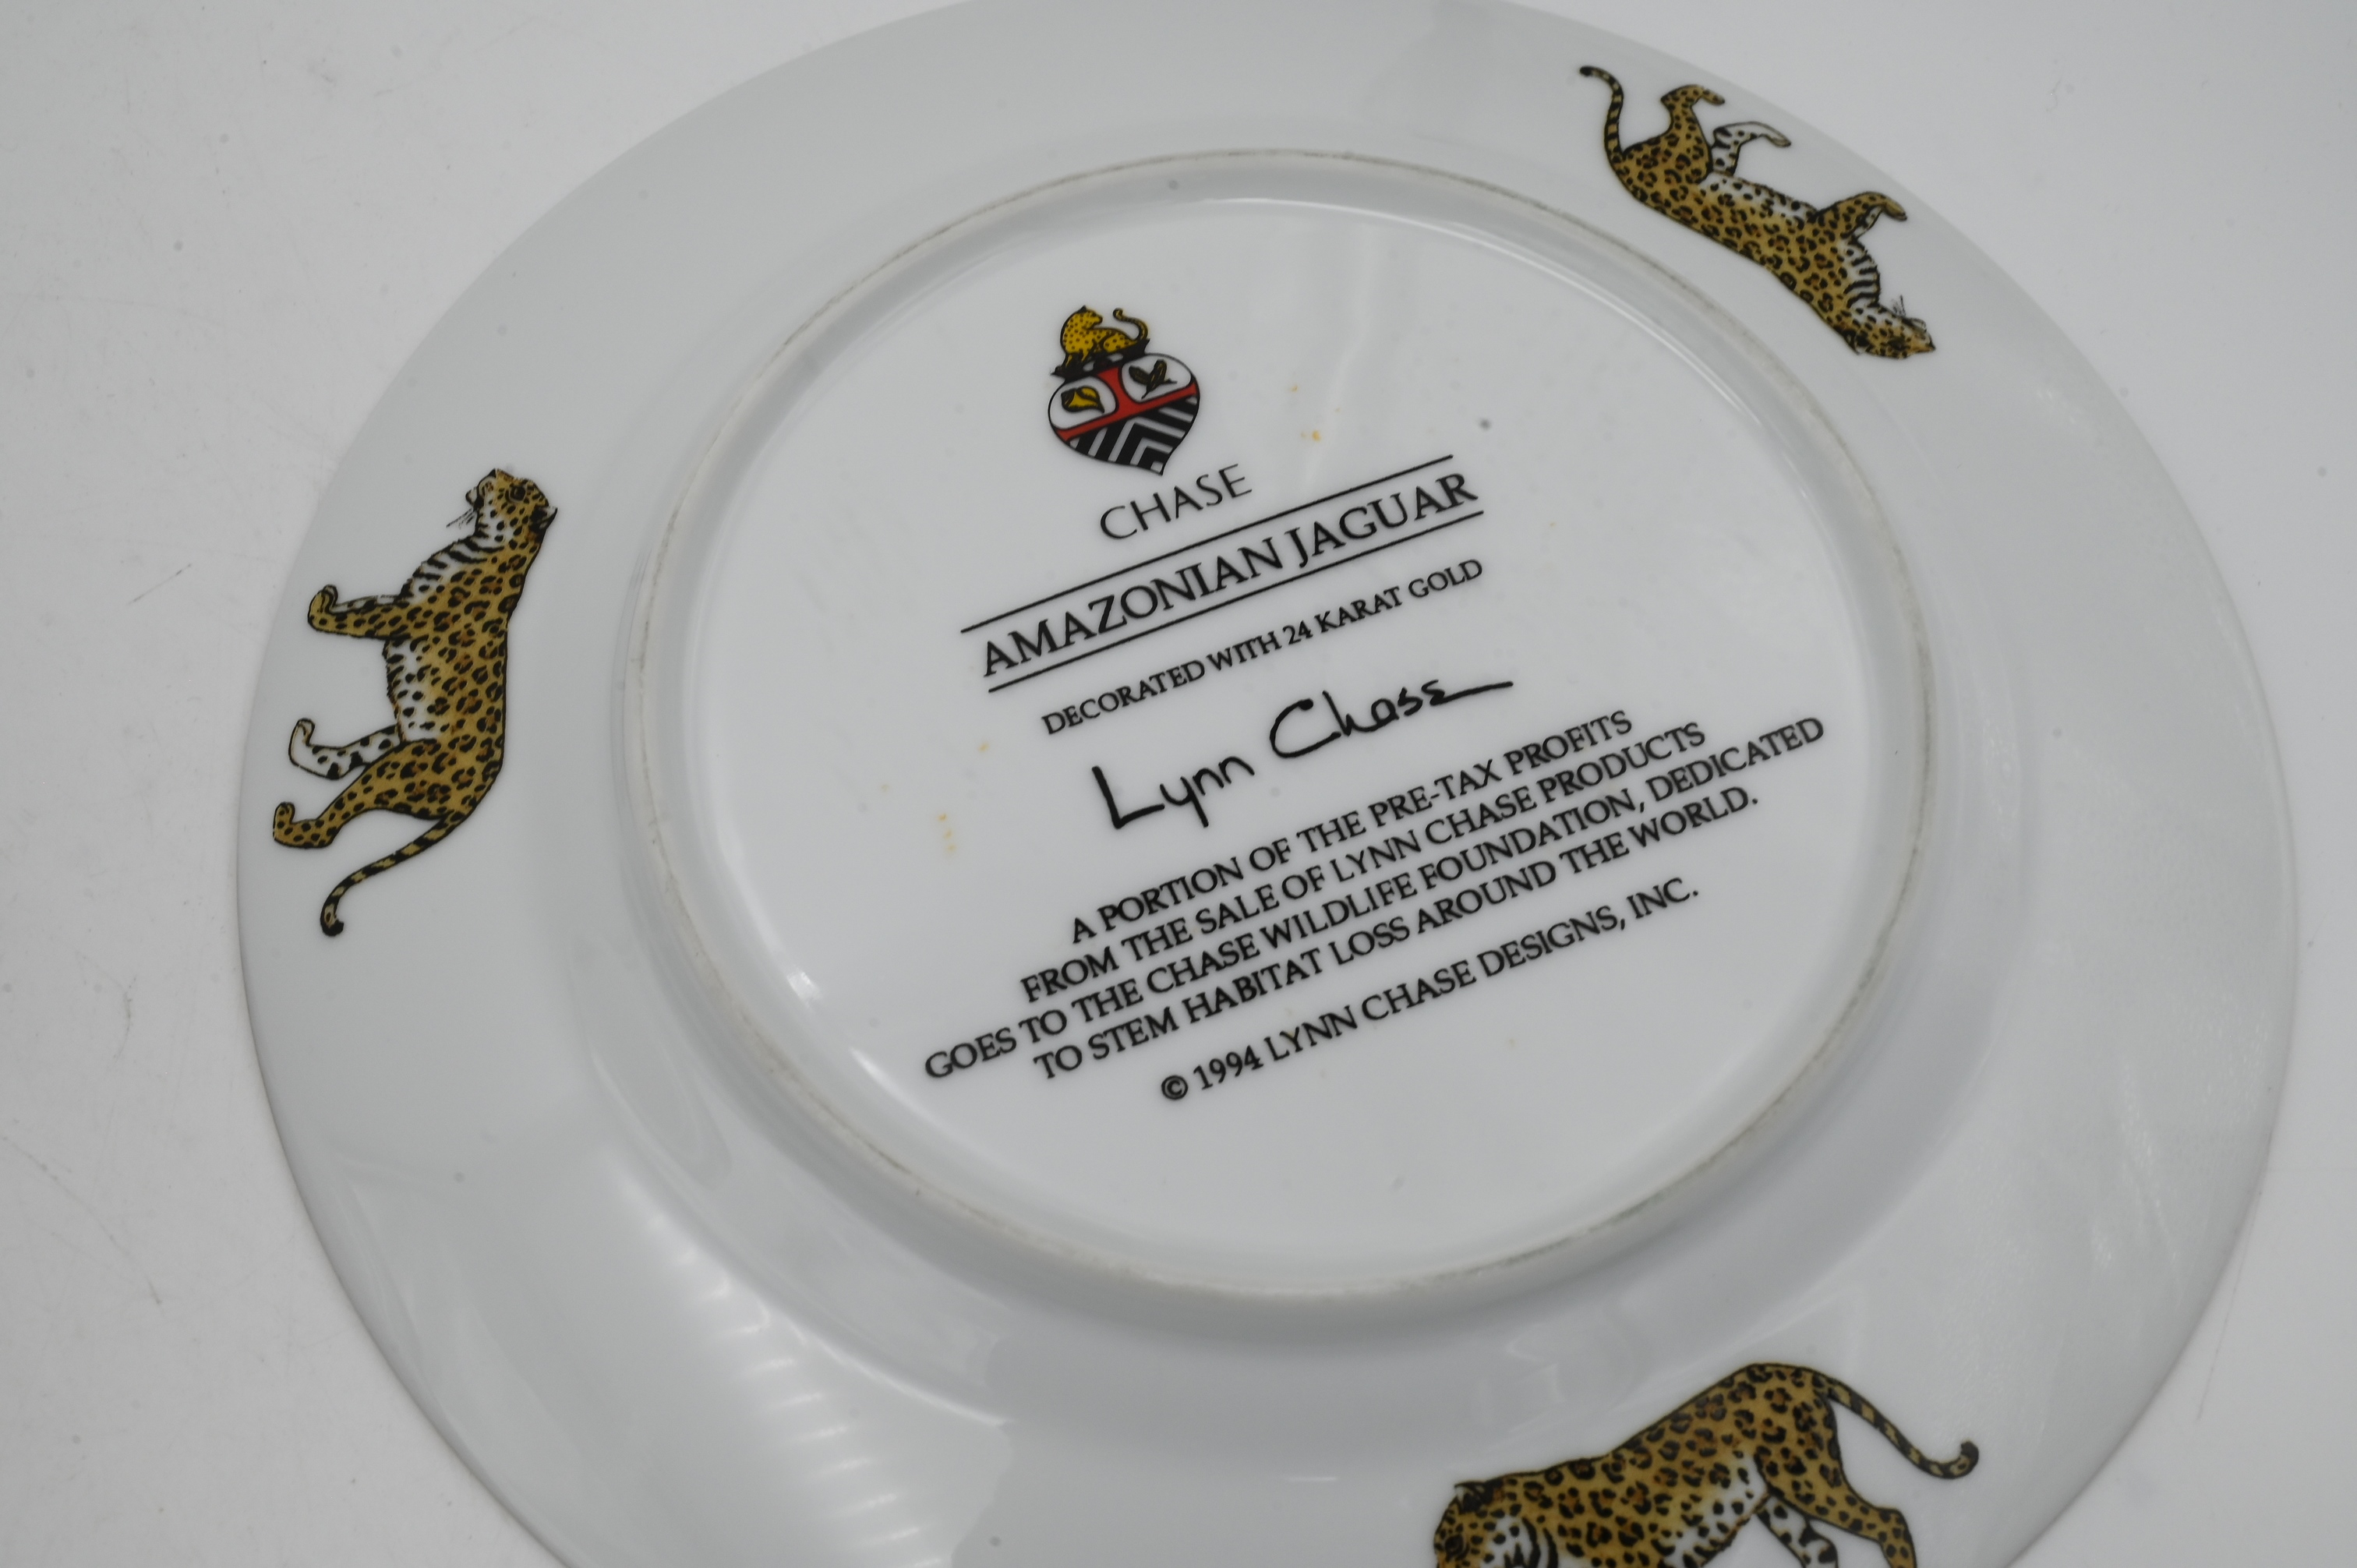 CHASE
AMAZONIAN JAGUAR
DECORATED WITH 24 KARAT GOLD
Lynn Chase
A PORTION OF THE PRE-TAX PROFITS
FROM THE SALE OF LYNN CHASE PRODUCTS
GOES TO THE CHASE WILDLIFE FOUNDATION, DEDICATED
TO STEM HABITAT LOSS AROUND THE WORLD.
© 1994 LYNN CHASE DESIGNS, INC.